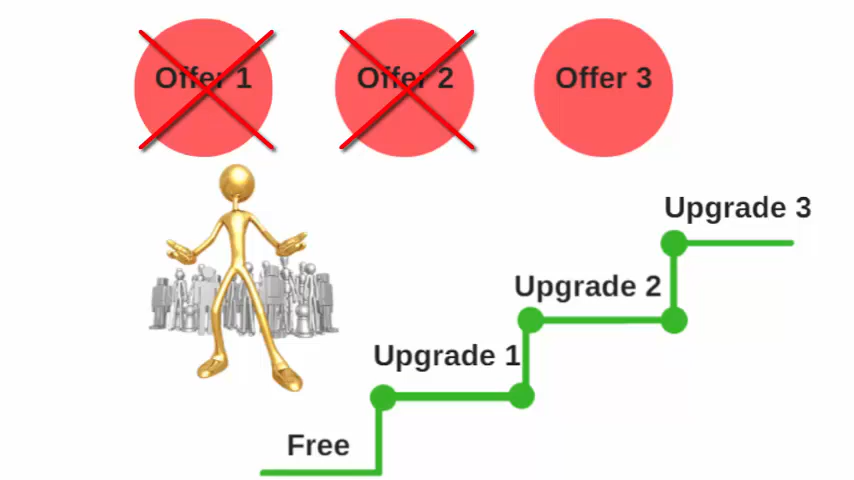 Offer 1
Offer 2
Offer 3
Upgrade 3
Upgrade 2
Upgrade 1
Free